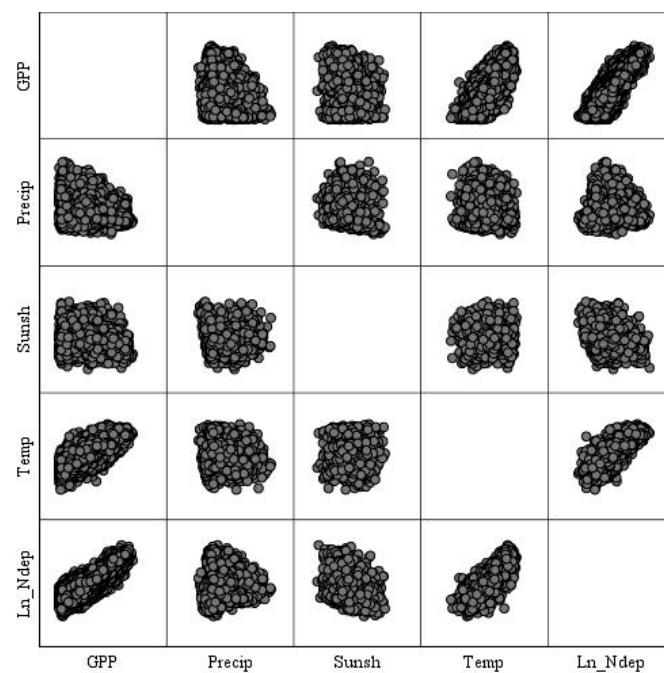 GPP
Precip
Sunsh
Temp
Ln_Ndep
GPP Precip Sunsh Temp Ln_Ndep